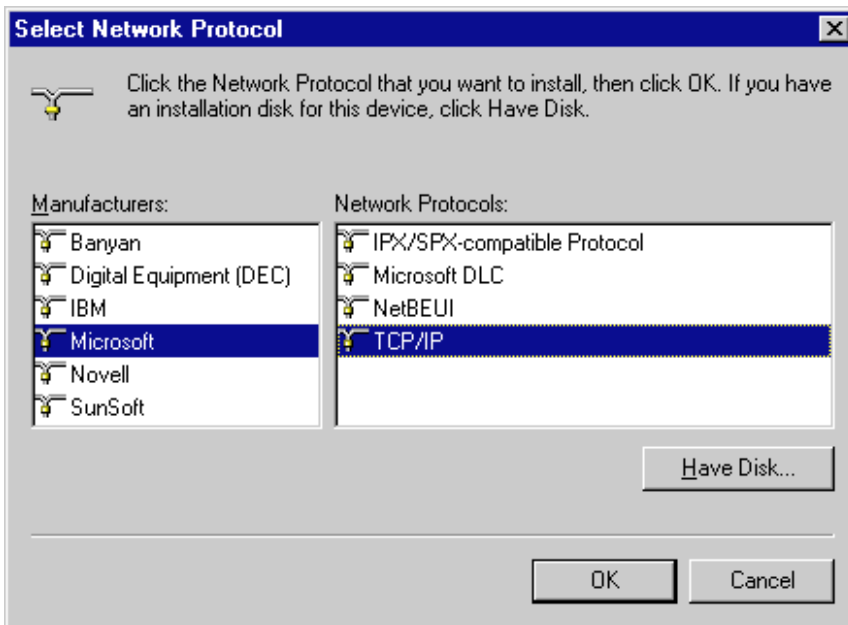 Select Network Protocol
Click the Network Protocol that you want to install, then click OK. If you have
an installation disk for this device, click Have Disk.
Manufacturers:
Banyan
Digital Equipment (DEC)
IBM
Microsoft
Novell
SunSoft
Network Protocols:
IPX/SPX-compatible Protocol
Microsoft DLC
NetBEUI
TCP/IP
Have Disk...
OK
Cancel